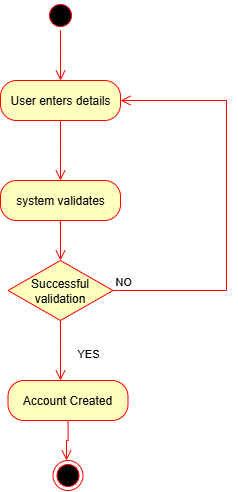 User enters details
system validates
Successful
validation
NO
YES
Account Created